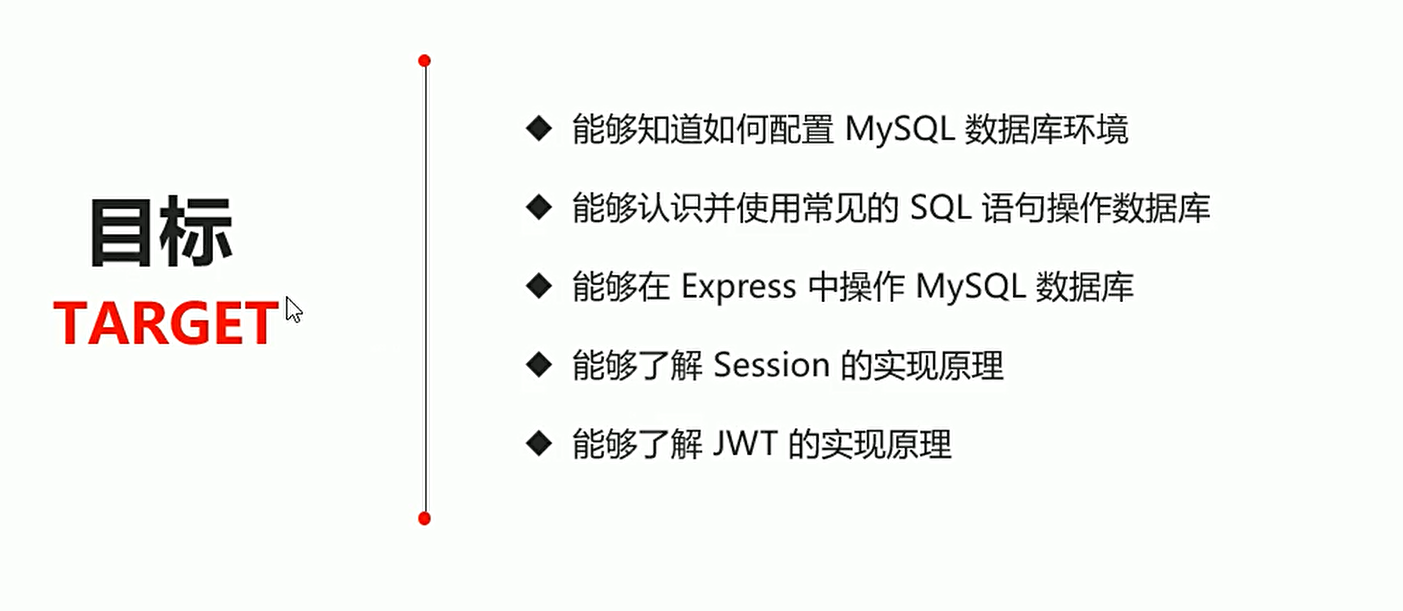 目标
TARGET
能够知道如何配置 MySQL 数据库环境
能够认识并使用常见的 SQL 语句操作数据库
能够在 Express 中操作 MySQL 数据库
能够了解 Session 的实现原理
能够了解 JWT 的实现原理